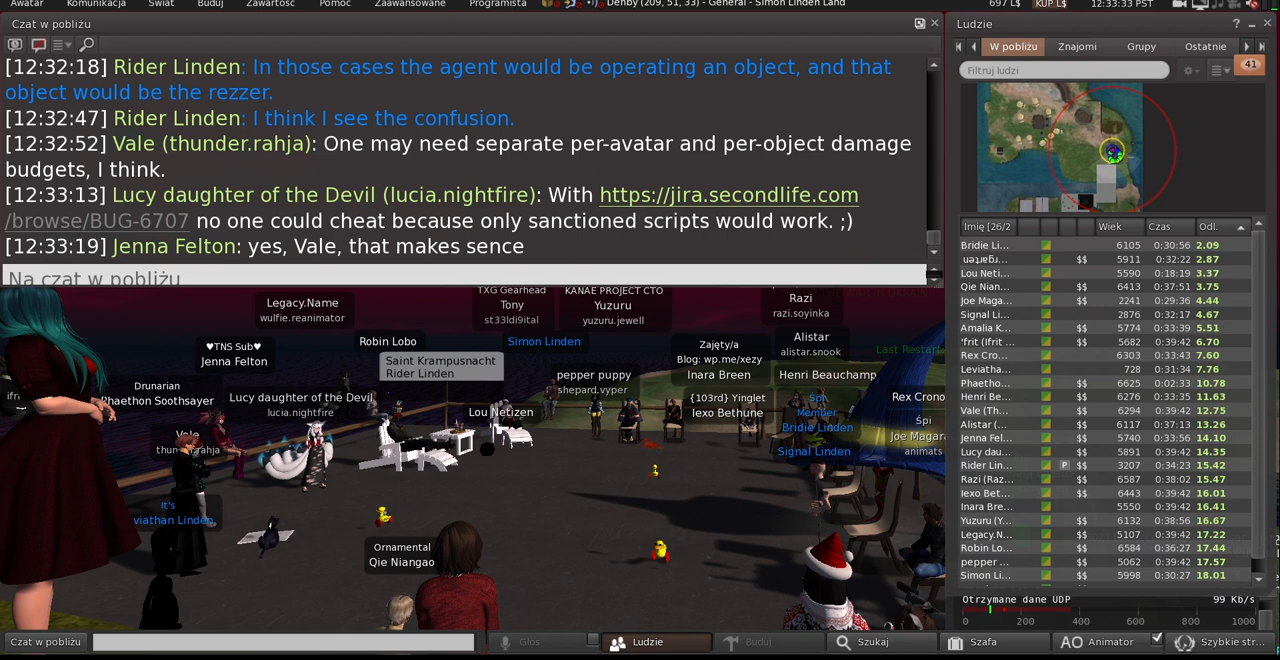 Awatar Komunikacja Świat Buduj Zawartość Pomoc Zaawansowane Programista Denby (209, 51, 33) - General - Simon Linden Land 697 L$ KUP L$ 12:33:33 PST
Czat w pobliżu
[12:32:18] Rider Linden: In those cases the agent would be operating an object, and that
object would be the rezzer.
[12:32:47] Rider Linden: I think I see the confusion.
[12:32:52] Vale (thunder.rahja): One may need separate per-avatar and per-object damage
budgets, I think.
[12:33:13] Lucy daughter of the Devil (lucia.nightfire): With https://jira.secondlife.com
/browse/BUG-6707 no one could cheat because only sanctioned scripts would work. ;)
[12:33:19] Jenna Felton: yes, Vale, that makes sence
Na czat w pobliżu
Legacy.Name
wulfie.reanimator
TXG Gearhead
Tony
st33ldi9ital
KANAE PROJECT CTO
Yuzuru
yuzuru.jewell
Razi
razi.soyinka
♥TNS Sub♥
Jenna Felton
Robin Lobo
Simon Linden
Saint Krampusnacht
Rider Linden
Zajęty/a
Blog: wp.me/xezy
Inara Breen
Alistar
alistar.snook
Last Restart
Drunarian
Phaethon Soothsayer
Lucy daughter of the Devil
lucia.nightfire
pepper puppy
shepard.vyper
Henri Beauchamp
Lou Netizen
{103rd} Yinglet
Iexo Bethune
Śpi
Member
Bridie Linden
Signal Linden
Rex Crono
Śpi
Joe Magar
animats
Vale
thunder.rahja
It's
viathan Linden
Ornamental
Qie Niangao
Ludzie
W pobliżu Znajomi Grupy Ostatnie
Filtruj ludzi
41
Imię [26/2 Wiek Czas Odl.
Bridie Li... 6105 0:30:56 2.09
$$ 5911 0:32:22 2.87
Lou Neti... 5590 0:18:19 3.37
Qie Nian... $$ 6413 0:37:51 3.75
Joe Maga... $$ 2241 0:29:36 4.44
Signal Li... 2876 0:32:17 4.67
Amalia K... $$ 5774 0:33:39 5.51
'frit (Ifrit ... $$ 5682 0:39:42 6.70
Rex Cro... 6303 0:33:43 7.60
Leviatha... 728 0:31:34 7.76
Phaetho... $$ 6625 0:02:33 10.78
Henri Be... $$ 6276 0:33:35 11.63
Vale (Th... $$ 6294 0:39:42 12.75
Alistar (... $$ 6117 0:37:13 13.26
Jenna Fel... $$ 5740 0:33:56 14.10
Lucy dau... $$ 5891 0:39:42 14.35
Rider Lin... P 3207 0:34:23 15.42
Razi (Raz... $$ 6587 0:38:02 15.47
Iexo Bet... $$ 6443 0:39:42 16.01
Inara Bre... 5550 0:39:42 16.41
Yuzuru (Y... $$ 6132 0:38:56 16.67
Legacy.N... $$ 5107 0:39:42 17.22
Robin Lo... $$ 6584 0:36:27 17.44
pepper ... $$ 5062 0:39:42 17.57
Simon Li... $$ 5998 0:30:27 18.01
Otrzymane dane UDP 99 Kb/s
0 200 400 600 800 1000
Czat w pobliżu Głos Ludzie Buduj Szukaj Szafa AO Animator Szybkie str...